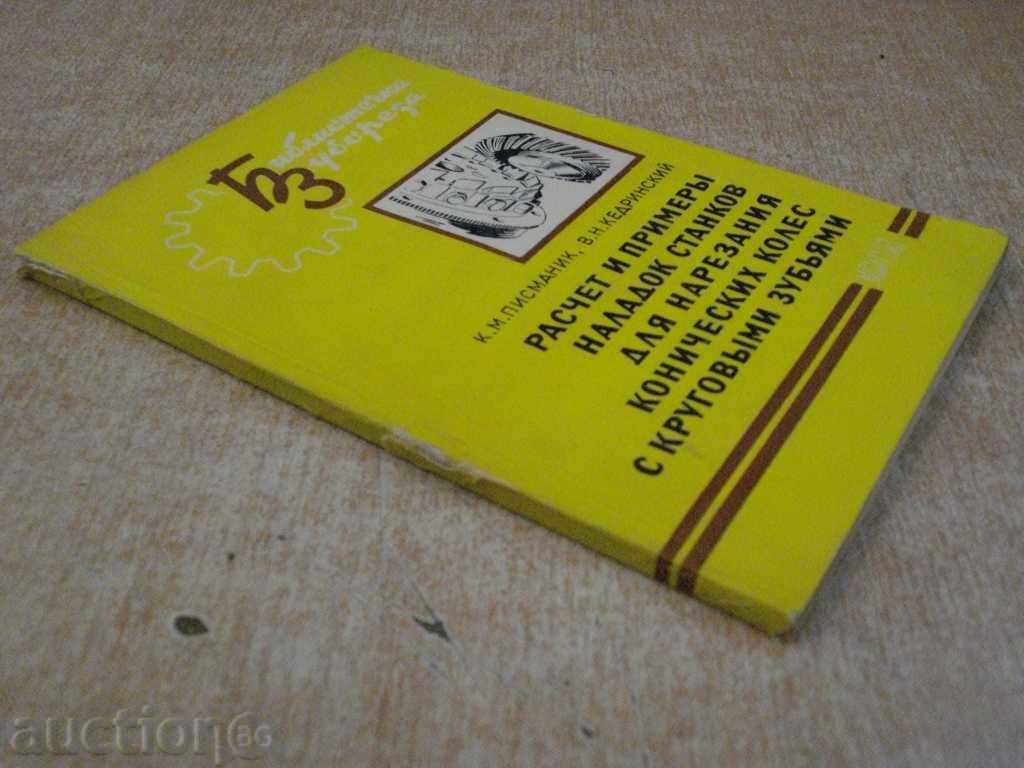 Библиотечка
Зубореза
К.М.ПИСМАНИК, В.Н.КЕДРИНСКИЙ
РАСЧЕТ И ПРИМЕРЫ
НАЛАДОК СТАНКОВ
ДЛЯ НАРЕЗАНИЯ
КОНИЧЕСКИХ КОЛЕС
С КРУГОВЫМИ ЗУБЬЯМИ
auction.bg